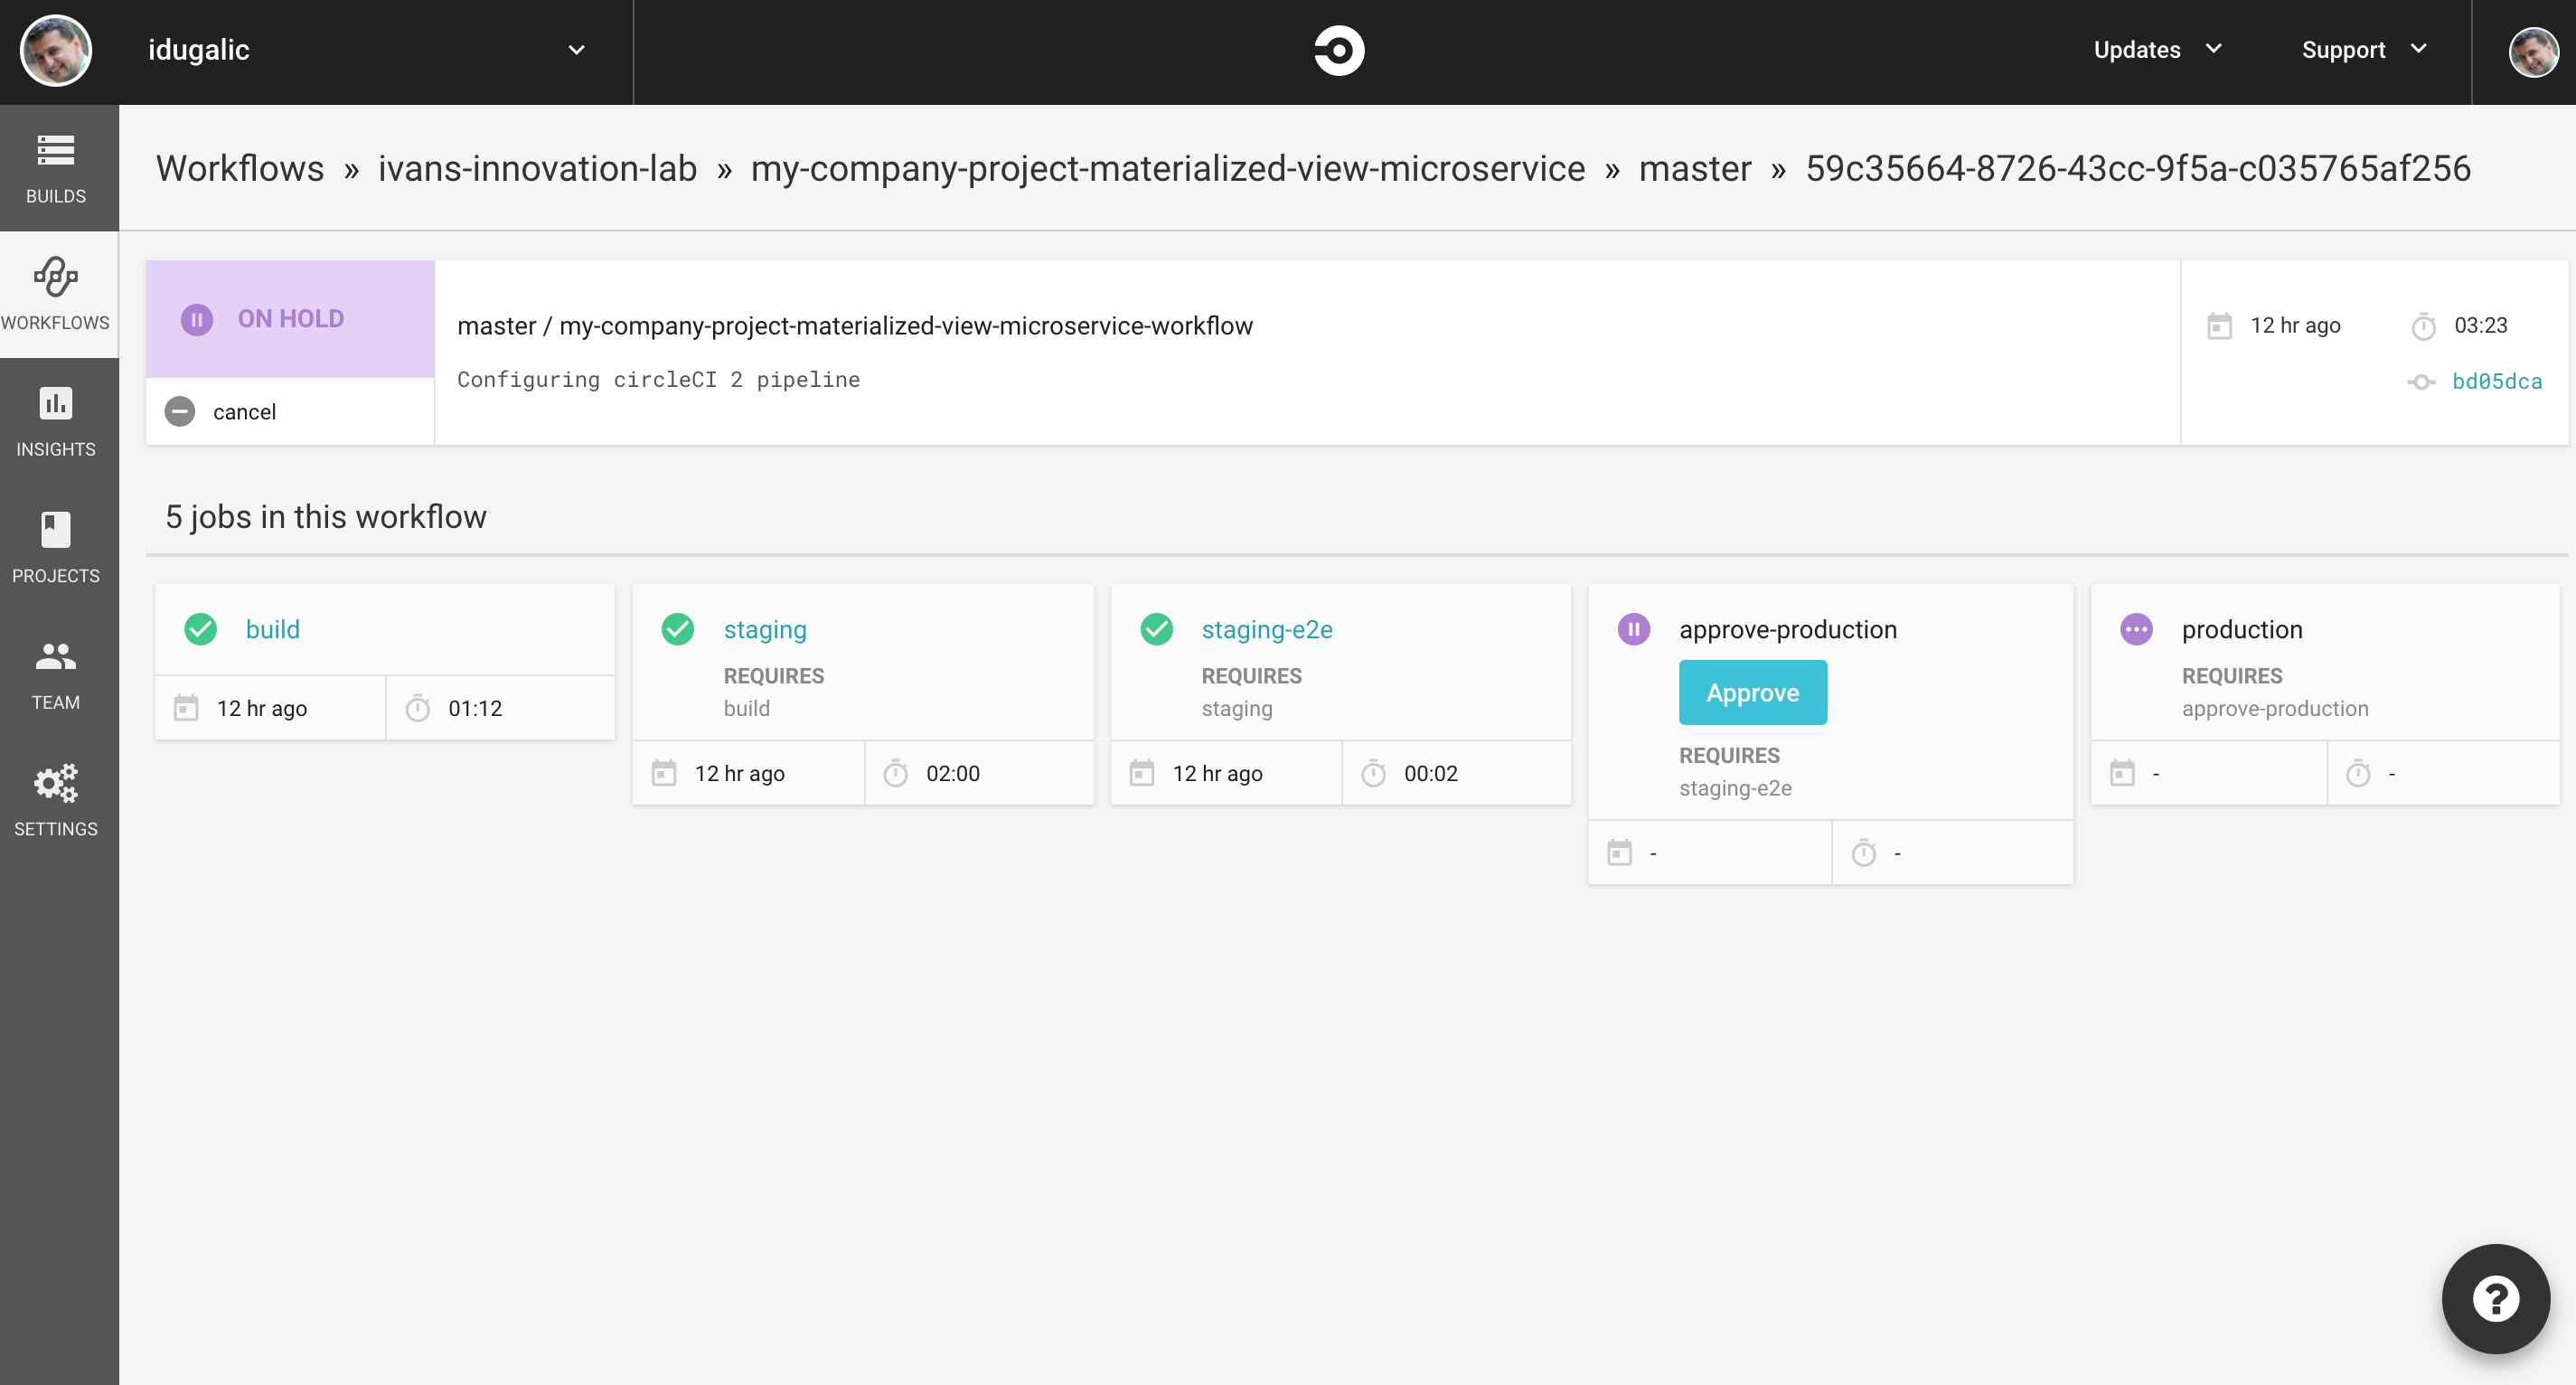 idugalic
Updates
Support
BUILDS
WORKFLOWS
INSIGHTS
PROJECTS
TEAM
SETTINGS
Workflows » ivans-innovation-lab » my-company-project-materialized-view-microservice » master » 59c35664-8726-43cc-9f5a-c035765af256
ON HOLD
cancel
master / my-company-project-materialized-view-microservice-workflow
Configuring circleCI 2 pipeline
12 hr ago
03:23
bd05dca
5 jobs in this workflow
build
12 hr ago
01:12
staging
REQUIRES
build
12 hr ago
02:00
staging-e2e
REQUIRES
staging
12 hr ago
00:02
approve-production
Approve
REQUIRES
staging-e2e
-
-
production
REQUIRES
approve-production
-
-
?